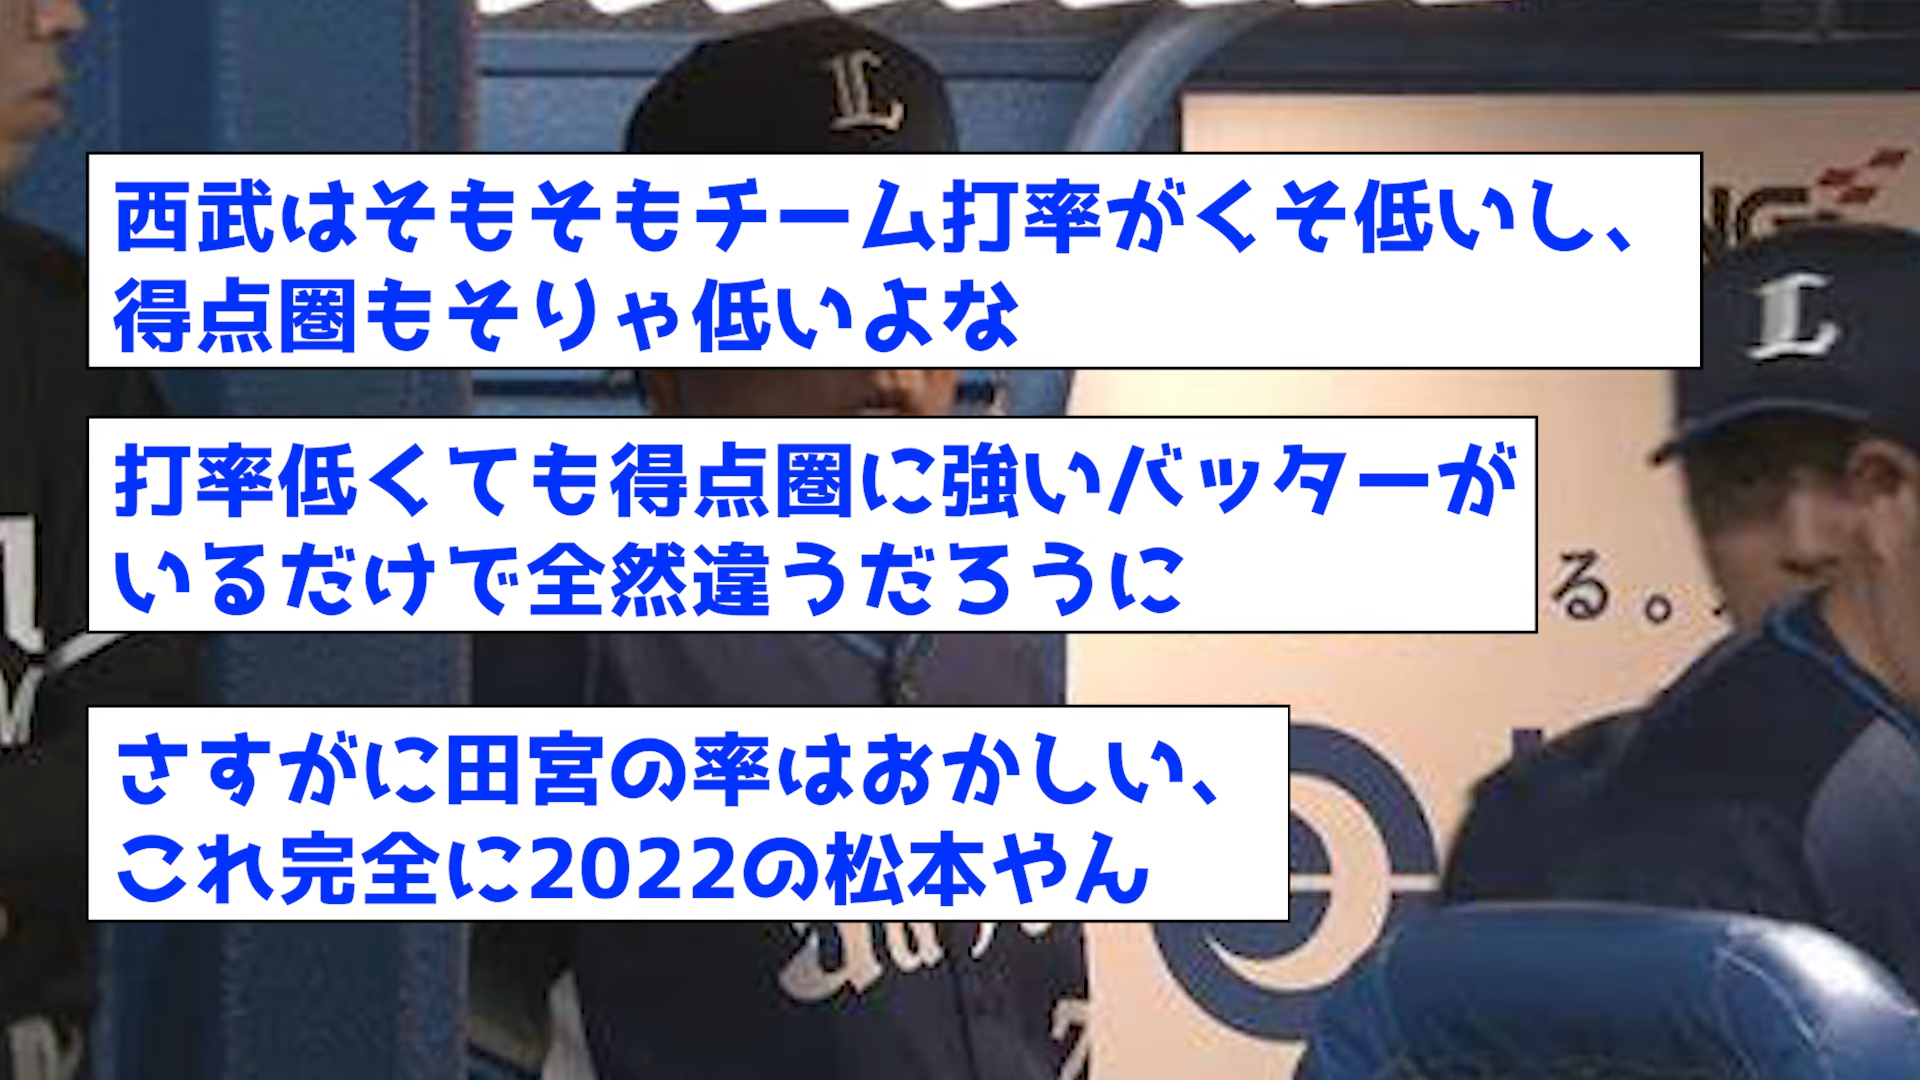 L
西武はそもそもチーム打率がくそ低いし、
得点圏もそりゃ低いよな
L
打率低くても得点圏に強いバッターが
いるだけで全然違うだろうに
る。
さすがに田宮の率はおかしい、
これ完全に2022の松本やん